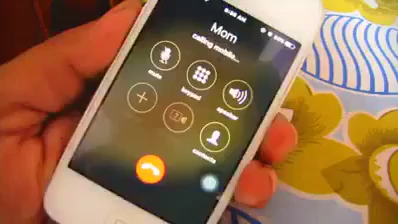 Mom
calling mobile...
mute
keypad
speaker
contacts